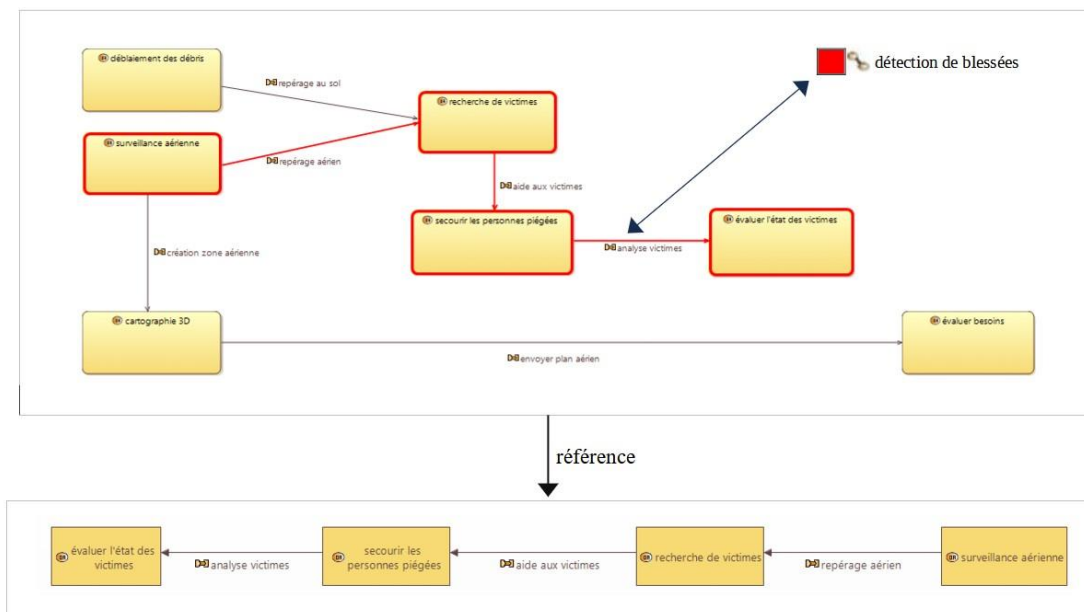 déblaiement des débris
détection de blessées
repérage au sol
recherche de victimes
surveillance aérienne
repérage aérien
aide aux victimes
secourir les personnes piégées
évaluer l'état des victimes
analyse victimes
création zone aérienne
cartographie 3D
évaluer besoins
envoyer plan aérien
référence
évaluer l'état des
victimes
analyse victimes
secourir les
personnes piégées
aide aux victimes
recherche de victimes
repérage aérien
surveillance aérienne